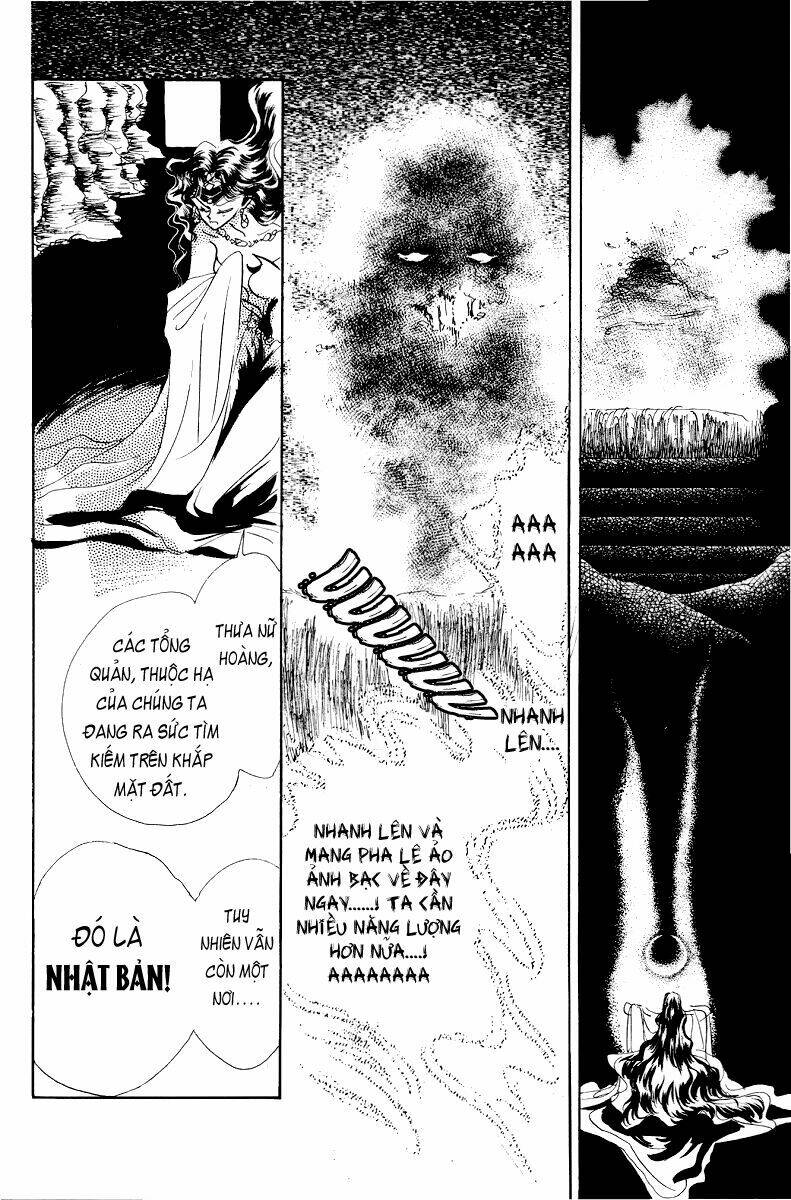 AAA
AAA
UUUUUUUU
NHANH
LÊN....
NHANH LÊN VÀ
MANG PHA LÊ ẢO
ẢNH BẠC VỀ ĐÂY
NGAY......! TA CẦN
NHIỀU NĂNG LƯỢNG
HƠN NỮA....!
AAAAAAAA
THƯA NỮ
HOÀNG,
CÁC TỔNG
QUẢN, THUỘC HẠ
CỦA CHÚNG TA
ĐANG RA SỨC TÌM
KIẾM TRÊN KHẮP
MẶT ĐẤT.
TUY
NHIÊN VẪN
CÒN MỘT
NƠI....
ĐÓ LÀ
NHẬT BẢN!